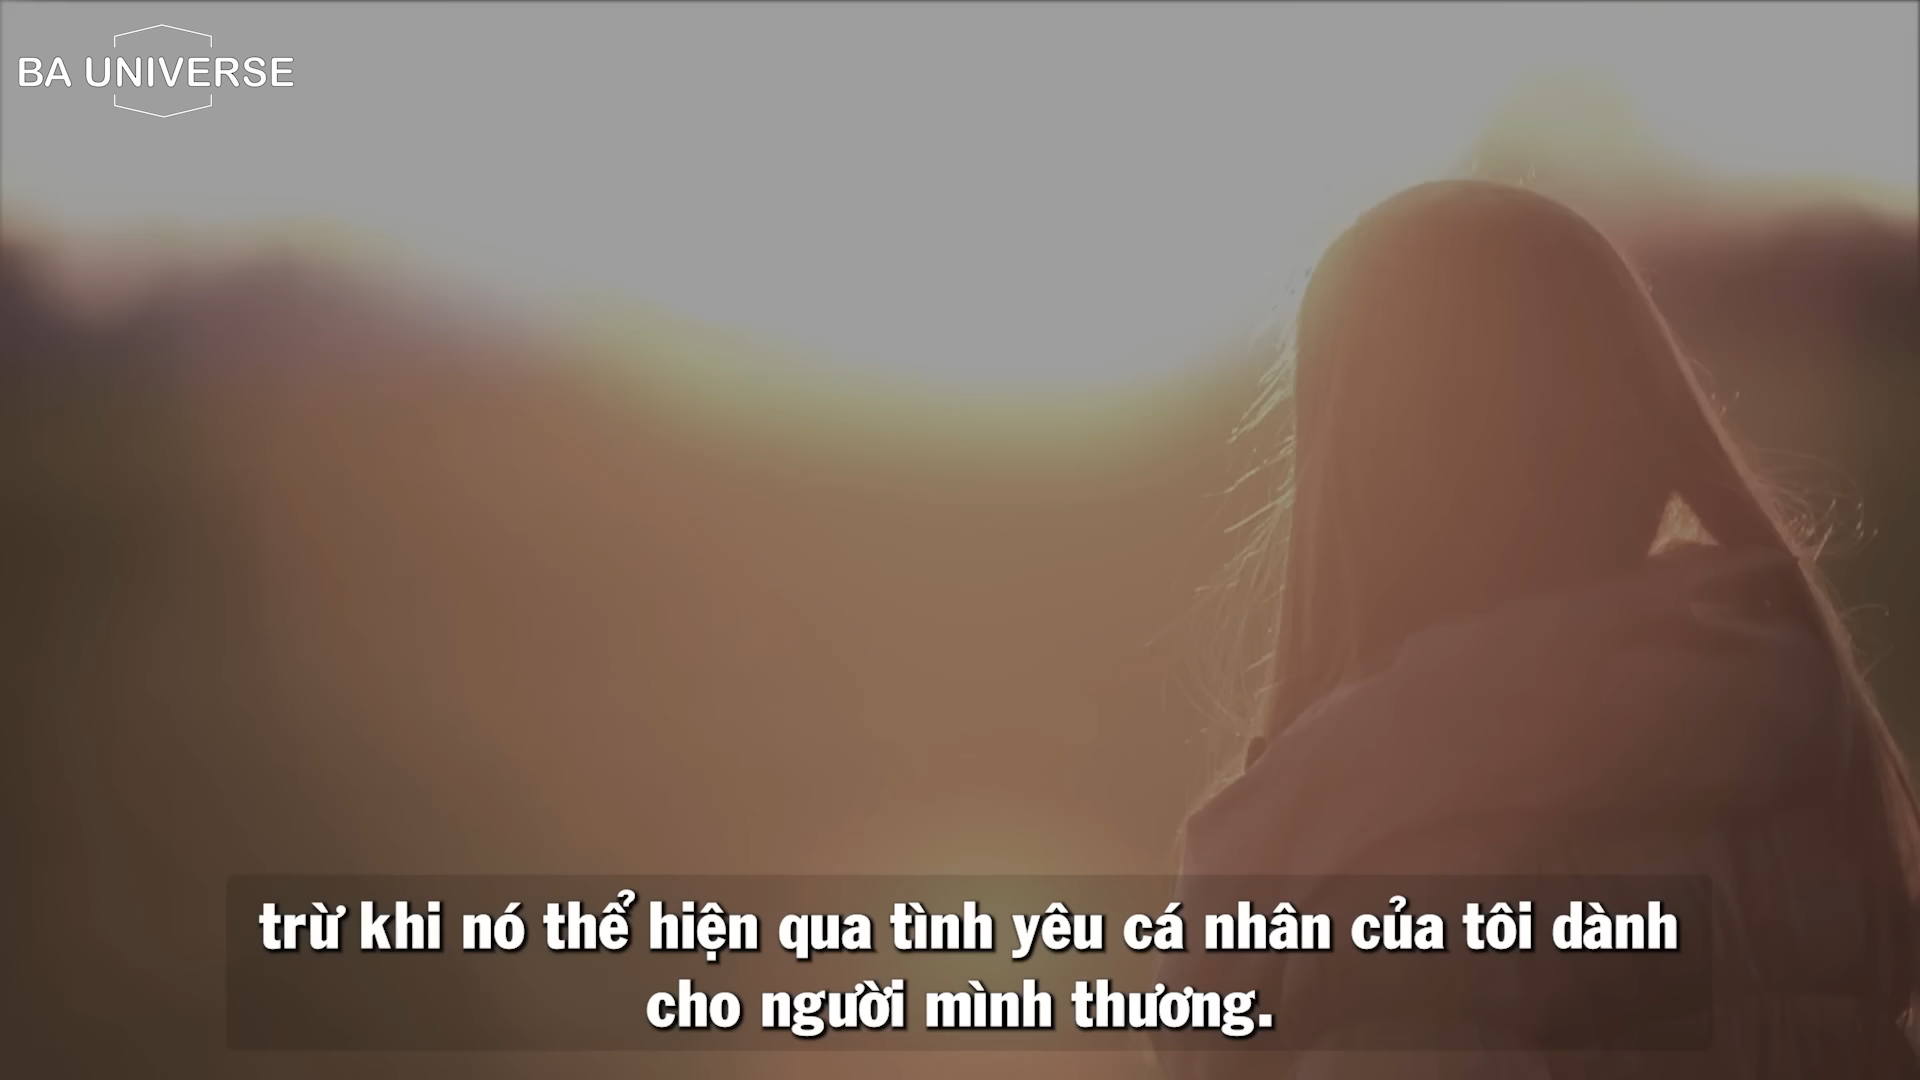 BA UNIVERSE
trừ khi nó thể hiện qua tình yêu cá nhân của tôi dành
cho người mình thương.